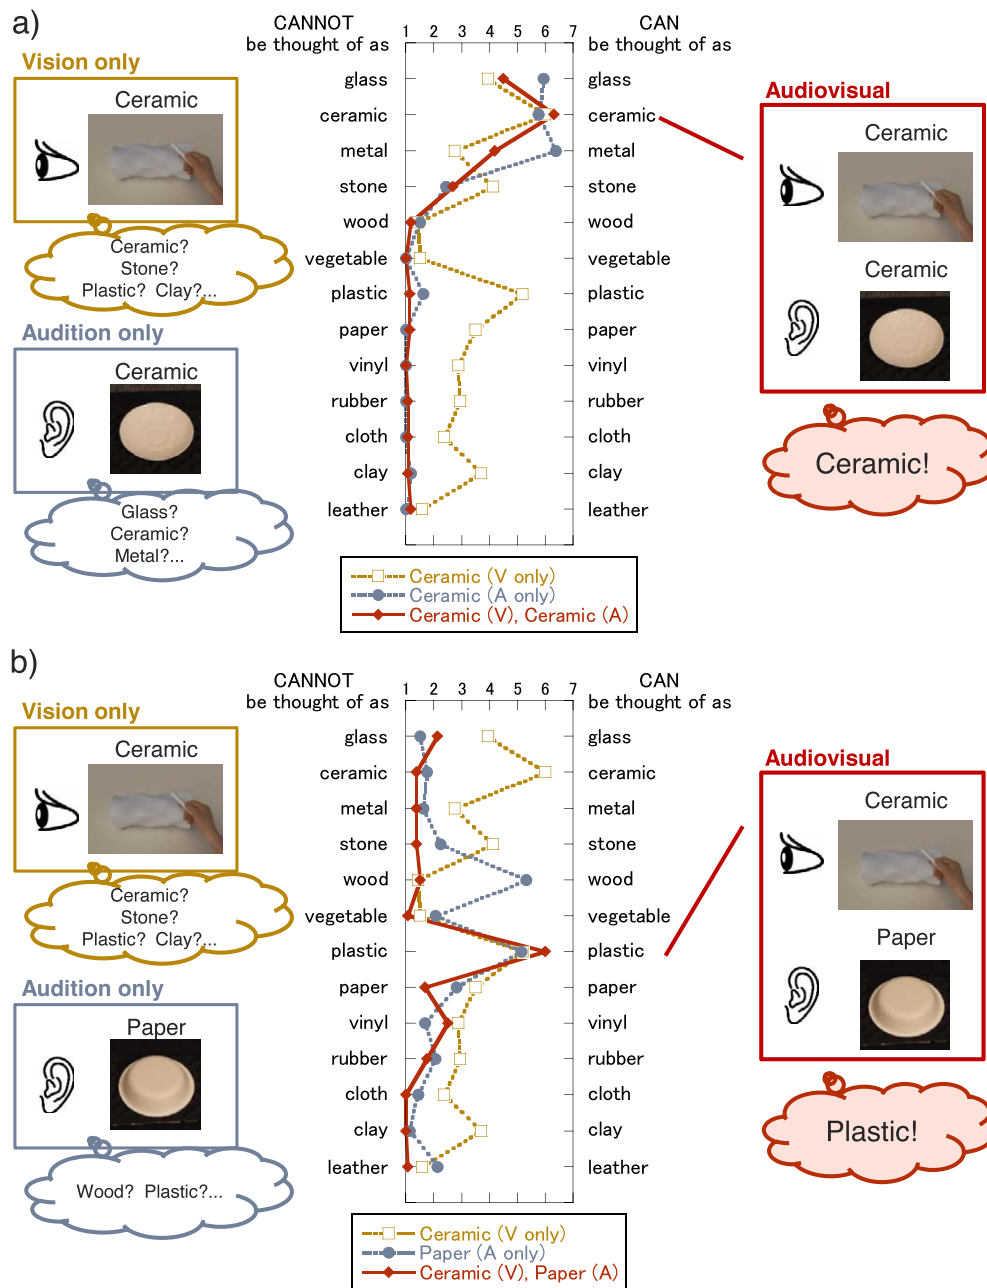 a)
CANNOT
be thought of as
1 2 3 4 5 6 7
CAN
be thought of as
Vision only
Ceramic
Ceramic?
Stone?
Plastic? Clay?...
Audition only
Ceramic
Glass?
Ceramic?
Metal?...
glass glass
ceramic ceramic
metal metal
stone stone
wood wood
vegetable vegetable
plastic plastic
paper paper
vinyl vinyl
rubber rubber
cloth cloth
clay clay
leather leather
Audiovisual
Ceramic
Ceramic
Ceramic!
Ceramic (V only)
Ceramic (A only)
Ceramic (V), Ceramic (A)
b)
CANNOT
be thought of as
1 2 3 4 5 6 7
CAN
be thought of as
Vision only
Ceramic
Ceramic?
Stone?
Plastic? Clay?...
Audition only
Paper
Wood? Plastic?...
glass glass
ceramic ceramic
metal metal
stone stone
wood wood
vegetable vegetable
plastic plastic
paper paper
vinyl vinyl
rubber rubber
cloth cloth
clay clay
leather leather
Audiovisual
Ceramic
Paper
Plastic!
Ceramic (V only)
Paper (A only)
Ceramic (V), Paper (A)